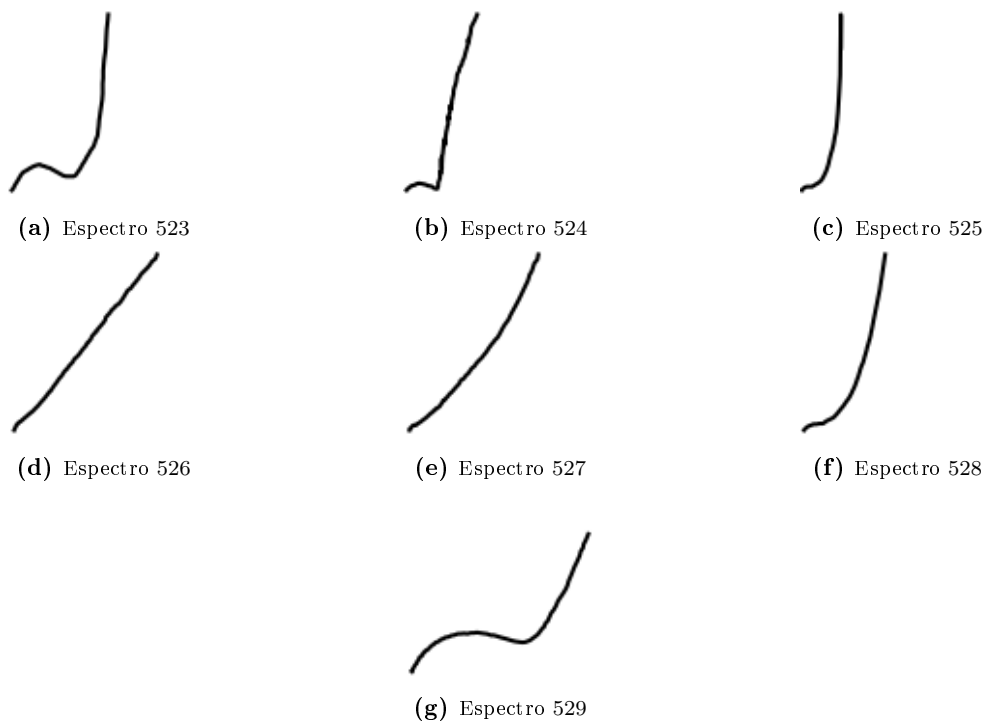 (a) Espectro 523
(b) Espectro 524
(c) Espectro 525
(d) Espectro 526
(e) Espectro 527
(f) Espectro 528
(g) Espectro 529